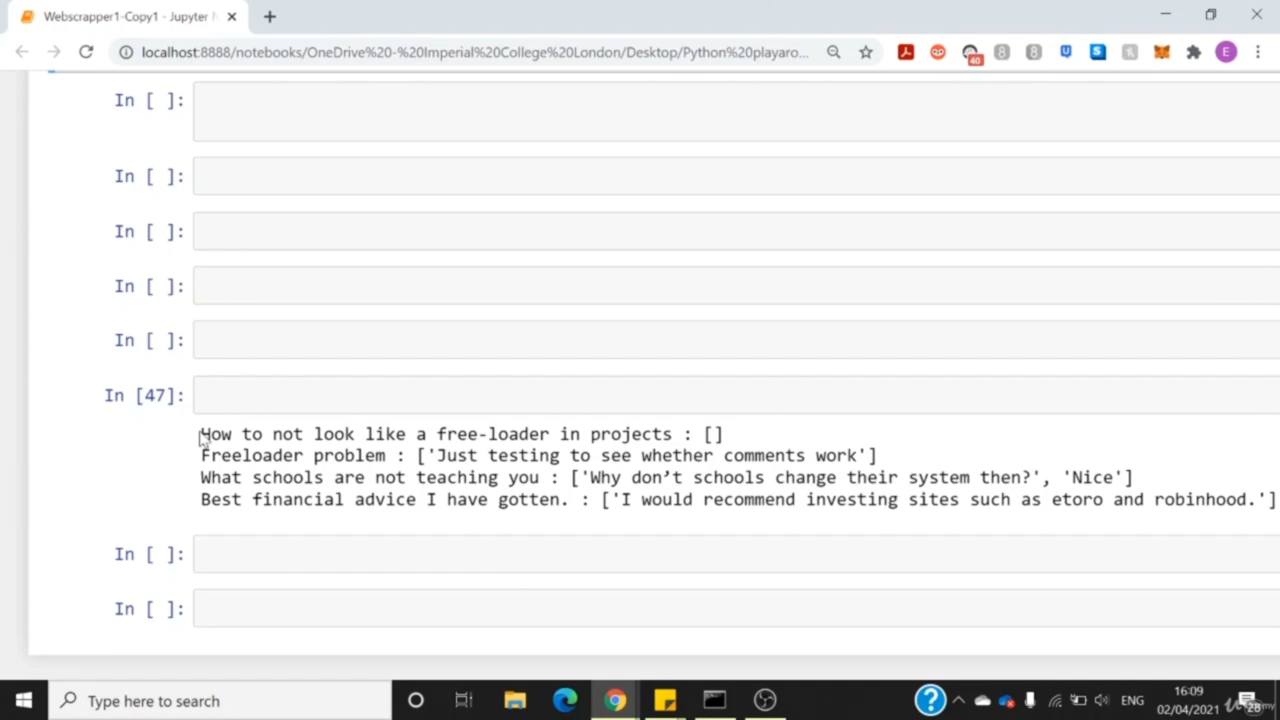 Webscrapper1-Copy1 - Jupyter N
localhost:8888/notebooks/OneDrive%20-%20Imperial%20College%20London/Desktop/Python%20playaro...
40
E
In [ ]:
In [ ]:
In [ ]:
In [ ]:
In [ ]:
In [47]:
How to not look like a free-loader in projects : []
Freeloader problem : ['Just testing to see whether comments work']
What schools are not teaching you : ['Why don’t schools change their system then?', 'Nice']
Best financial advice I have gotten. : ['I would recommend investing sites such as etoro and robinhood.']
In [ ]:
In [ ]:
Type here to search
ENG
16:09
02/04/2021
28